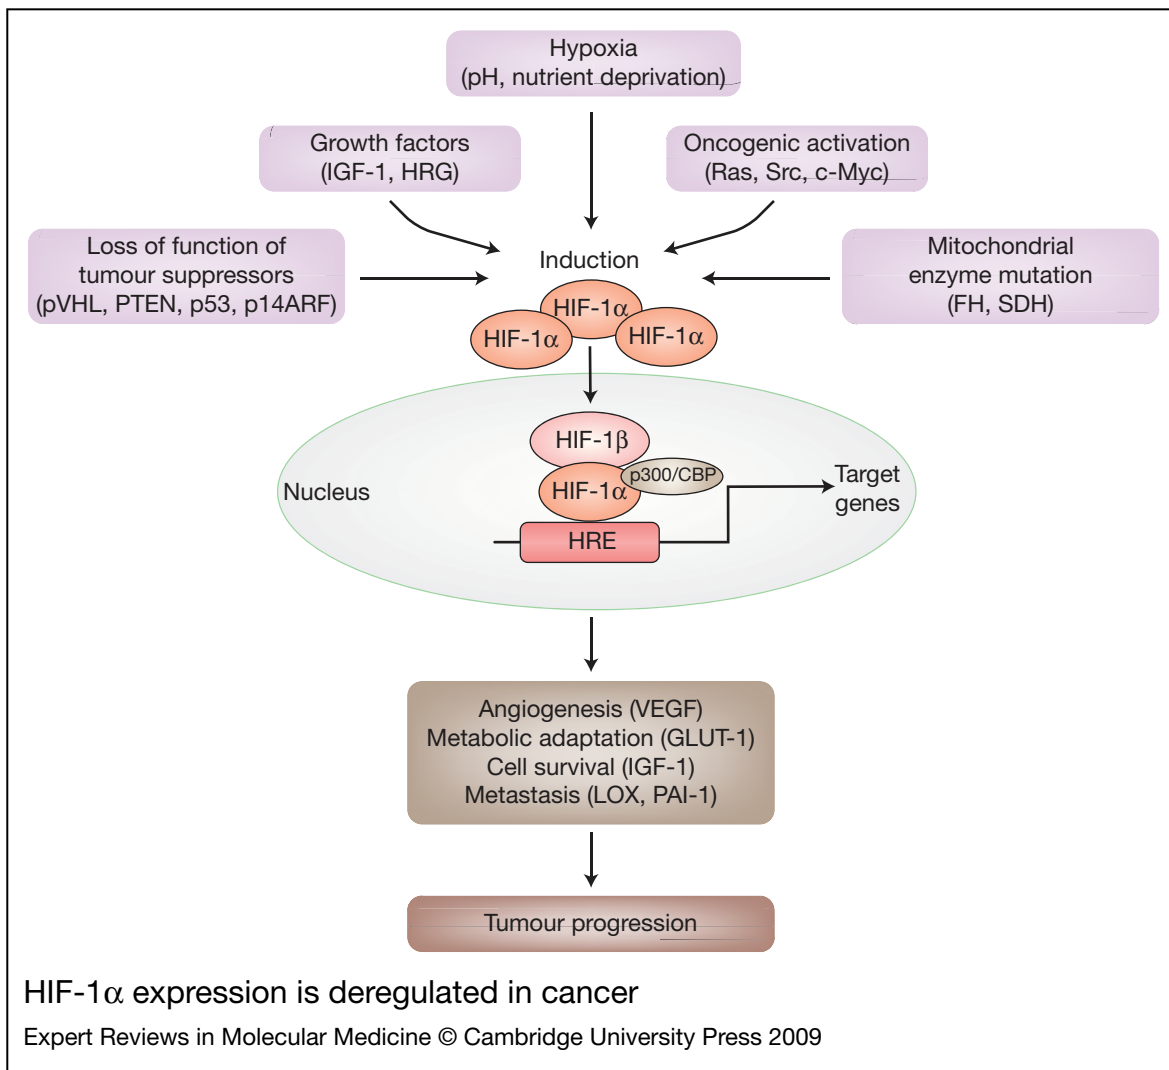 Hypoxia
(pH, nutrient deprivation)
Growth factors
(IGF-1, HRG)
Oncogenic activation
(Ras, Src, c-Myc)
Loss of function of
tumour suppressors
(pVHL, PTEN, p53, p14ARF)
Induction
Mitochondrial
enzyme mutation
(FH, SDH)
HIF-1α
HIF-1α
HIF-1α
HIF-1β
p300/CBP
HIF-1α
Nucleus
Target
genes
HRE
Angiogenesis (VEGF)
Metabolic adaptation (GLUT-1)
Cell survival (IGF-1)
Metastasis (LOX, PAI-1)
Tumour progression
HIF-1α expression is deregulated in cancer
Expert Reviews in Molecular Medicine © Cambridge University Press 2009